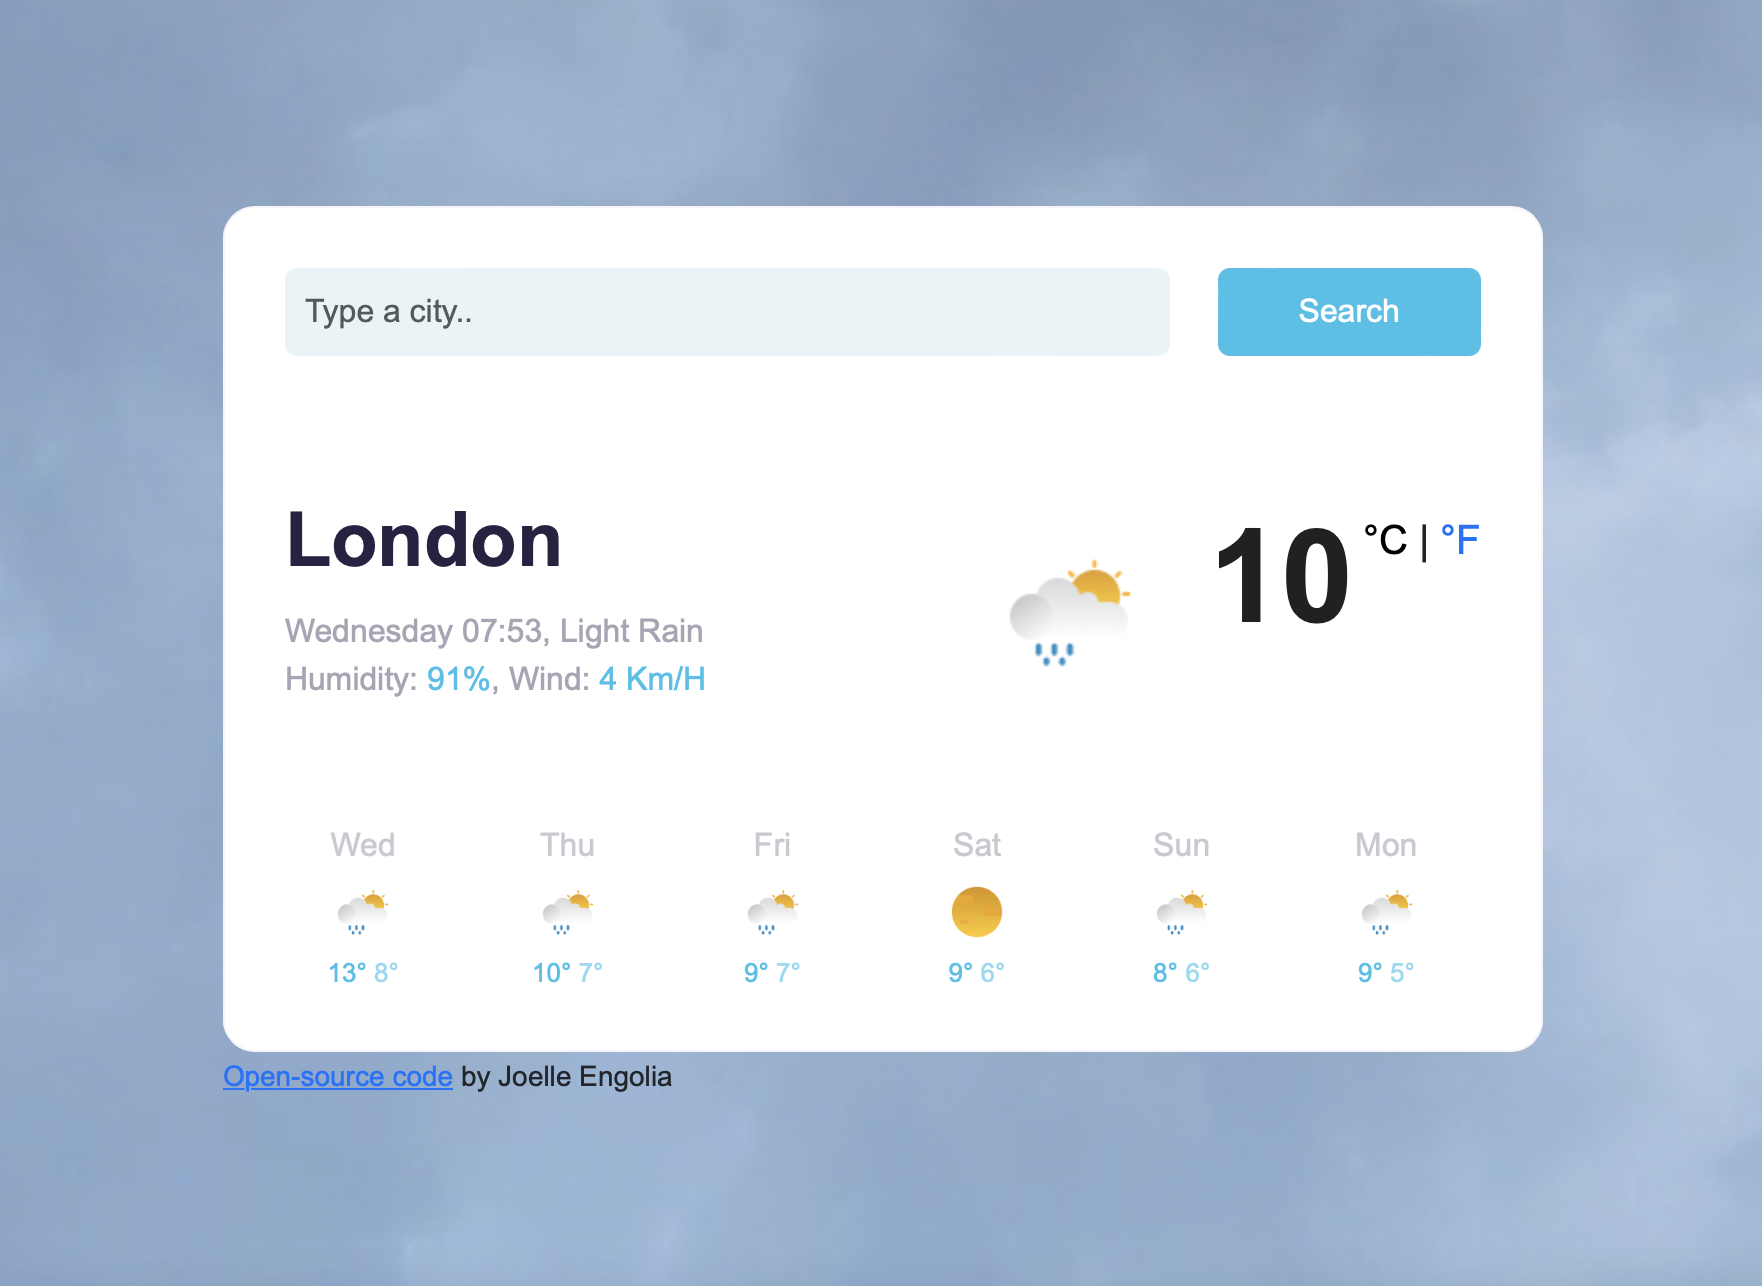 Type a city..
Search
London
10 °C | °F
Wednesday 07:53, Light Rain
Humidity: 91%, Wind: 4 Km/H
Wed Thu Fri Sat Sun Mon
13° 8° 10° 7° 9° 7° 9° 6° 8° 6° 9° 5°
Open-source code by Joelle Engolia